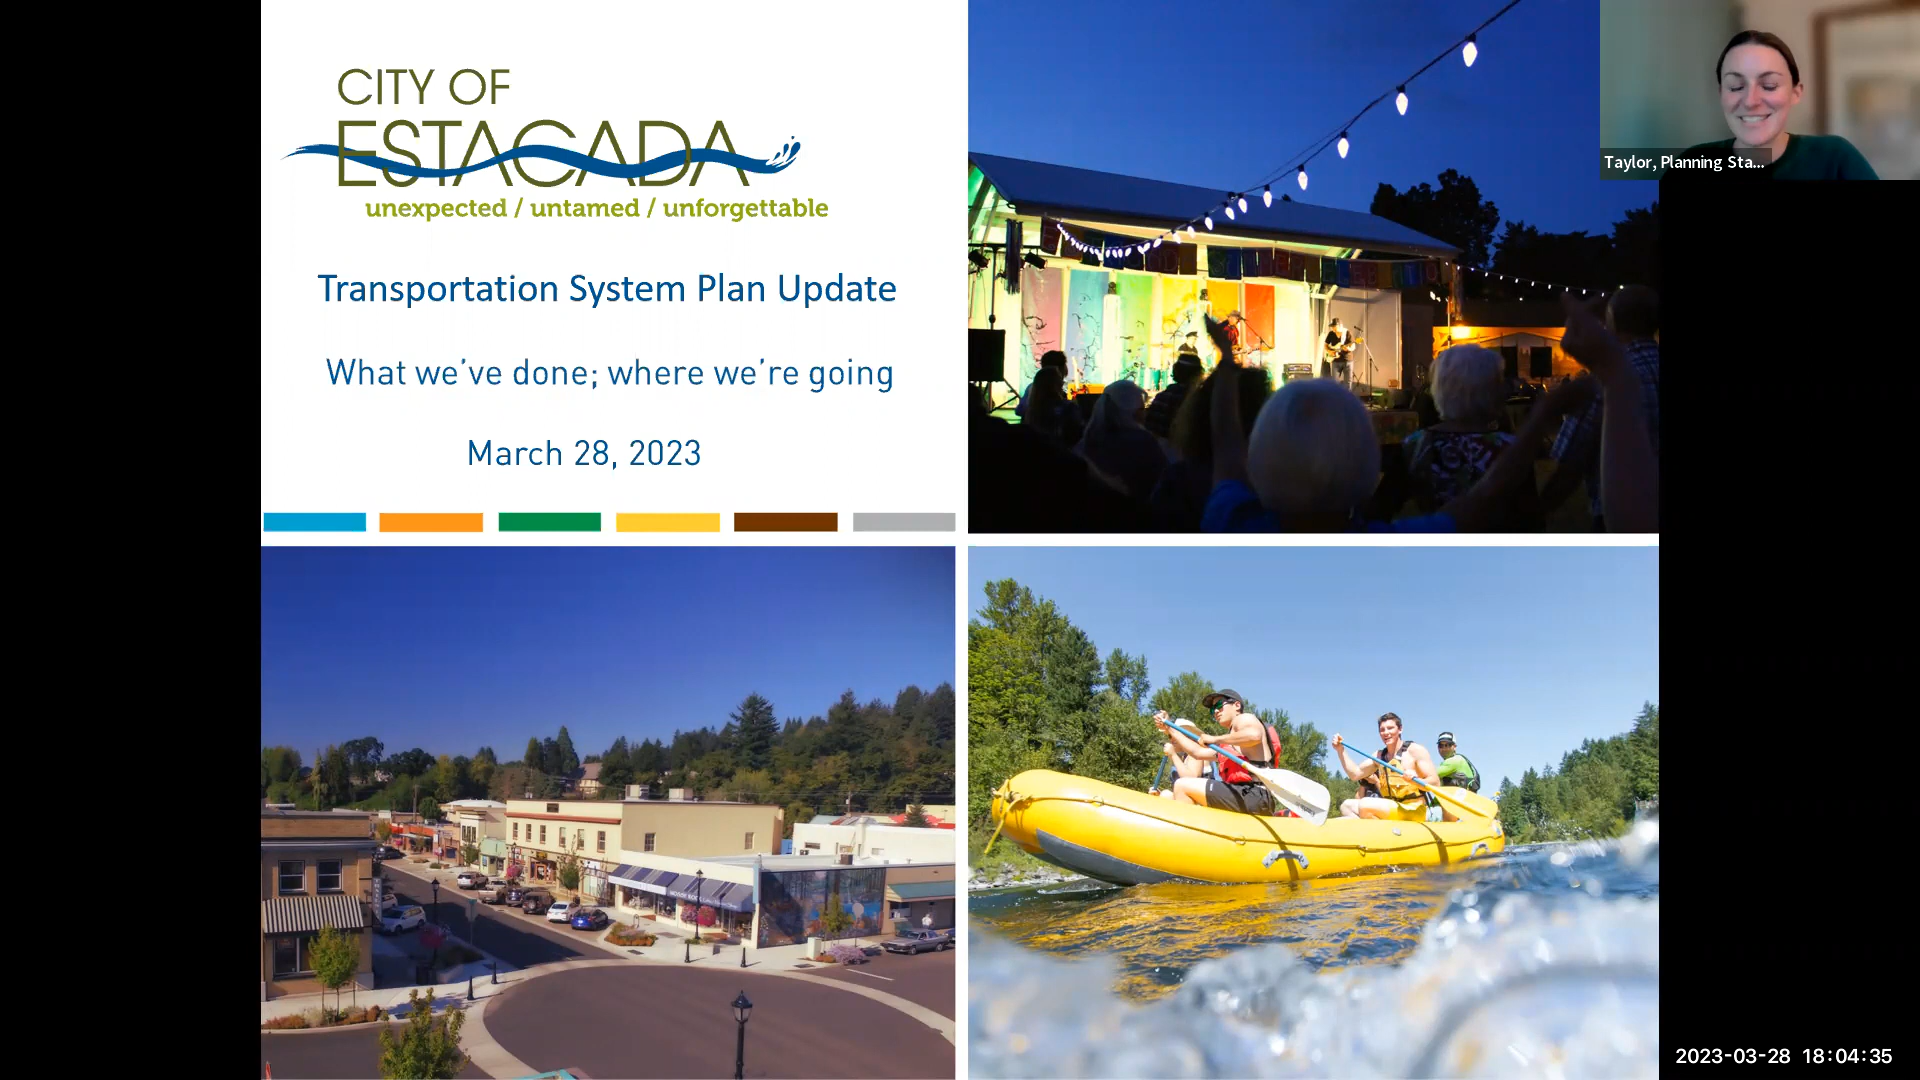 CITY OF
ESTACADA
unexpected / untamed / unforgettable
Transportation System Plan Update
What we've done; where we're going
March 28, 2023
Taylor, Planning Sta...
2023-03-28 18:04:35